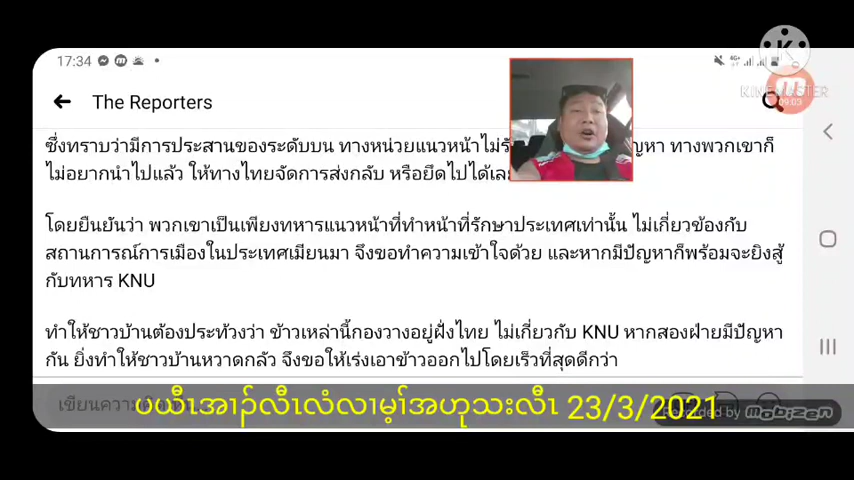 17:34
KINEMASTER
09:03
The Reporters
ซึ่งทราบว่ามีการประสานของระดับบน ทางหน่วยแนวหน้าไม่ ทางพวกเขาก็
ไม่อยากนำไปแล้ว ให้ทางไทยจัดการส่งกลับ หรือยึดไปได้
โดยยืนยันว่า พวกเขาเป็นเพียงทหารแนวหน้าที่ทำหน้าที่รักษาประเทศเท่านั้น ไม่เกี่ยวข้องกับ
สถานการณ์การเมืองในประเทศเมียนมา จึงขอทำความเข้าใจด้วย และหากมีปัญหาก็พร้อมจะยิงสู้
กับทหาร KNU
ทำให้ชาวบ้านต้องประท้วงว่า ข้าวเหล่านี้กองวางอยู่ฝั่งไทย ไม่เกี่ยวกับ KNU หากสองฝ่ายมีปัญหา
กัน ยิ่งทำให้ชาวบ้านหวาดกลัว จึงขอให้เร่งเอาข้าวออกไปโดยเร็วที่สุดดีกว่า
23/3/2021
Recorded by Mobizen